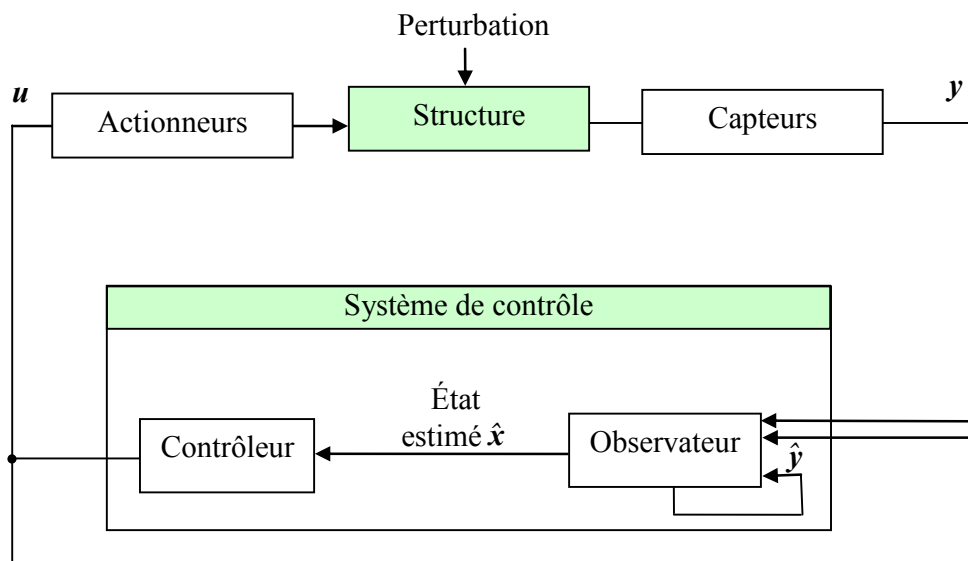 Perturbation
u
Actionneurs
Structure
Capteurs
y
Système de contrôle
Contrôleur
État
estimé x̂
Observateur
ŷ